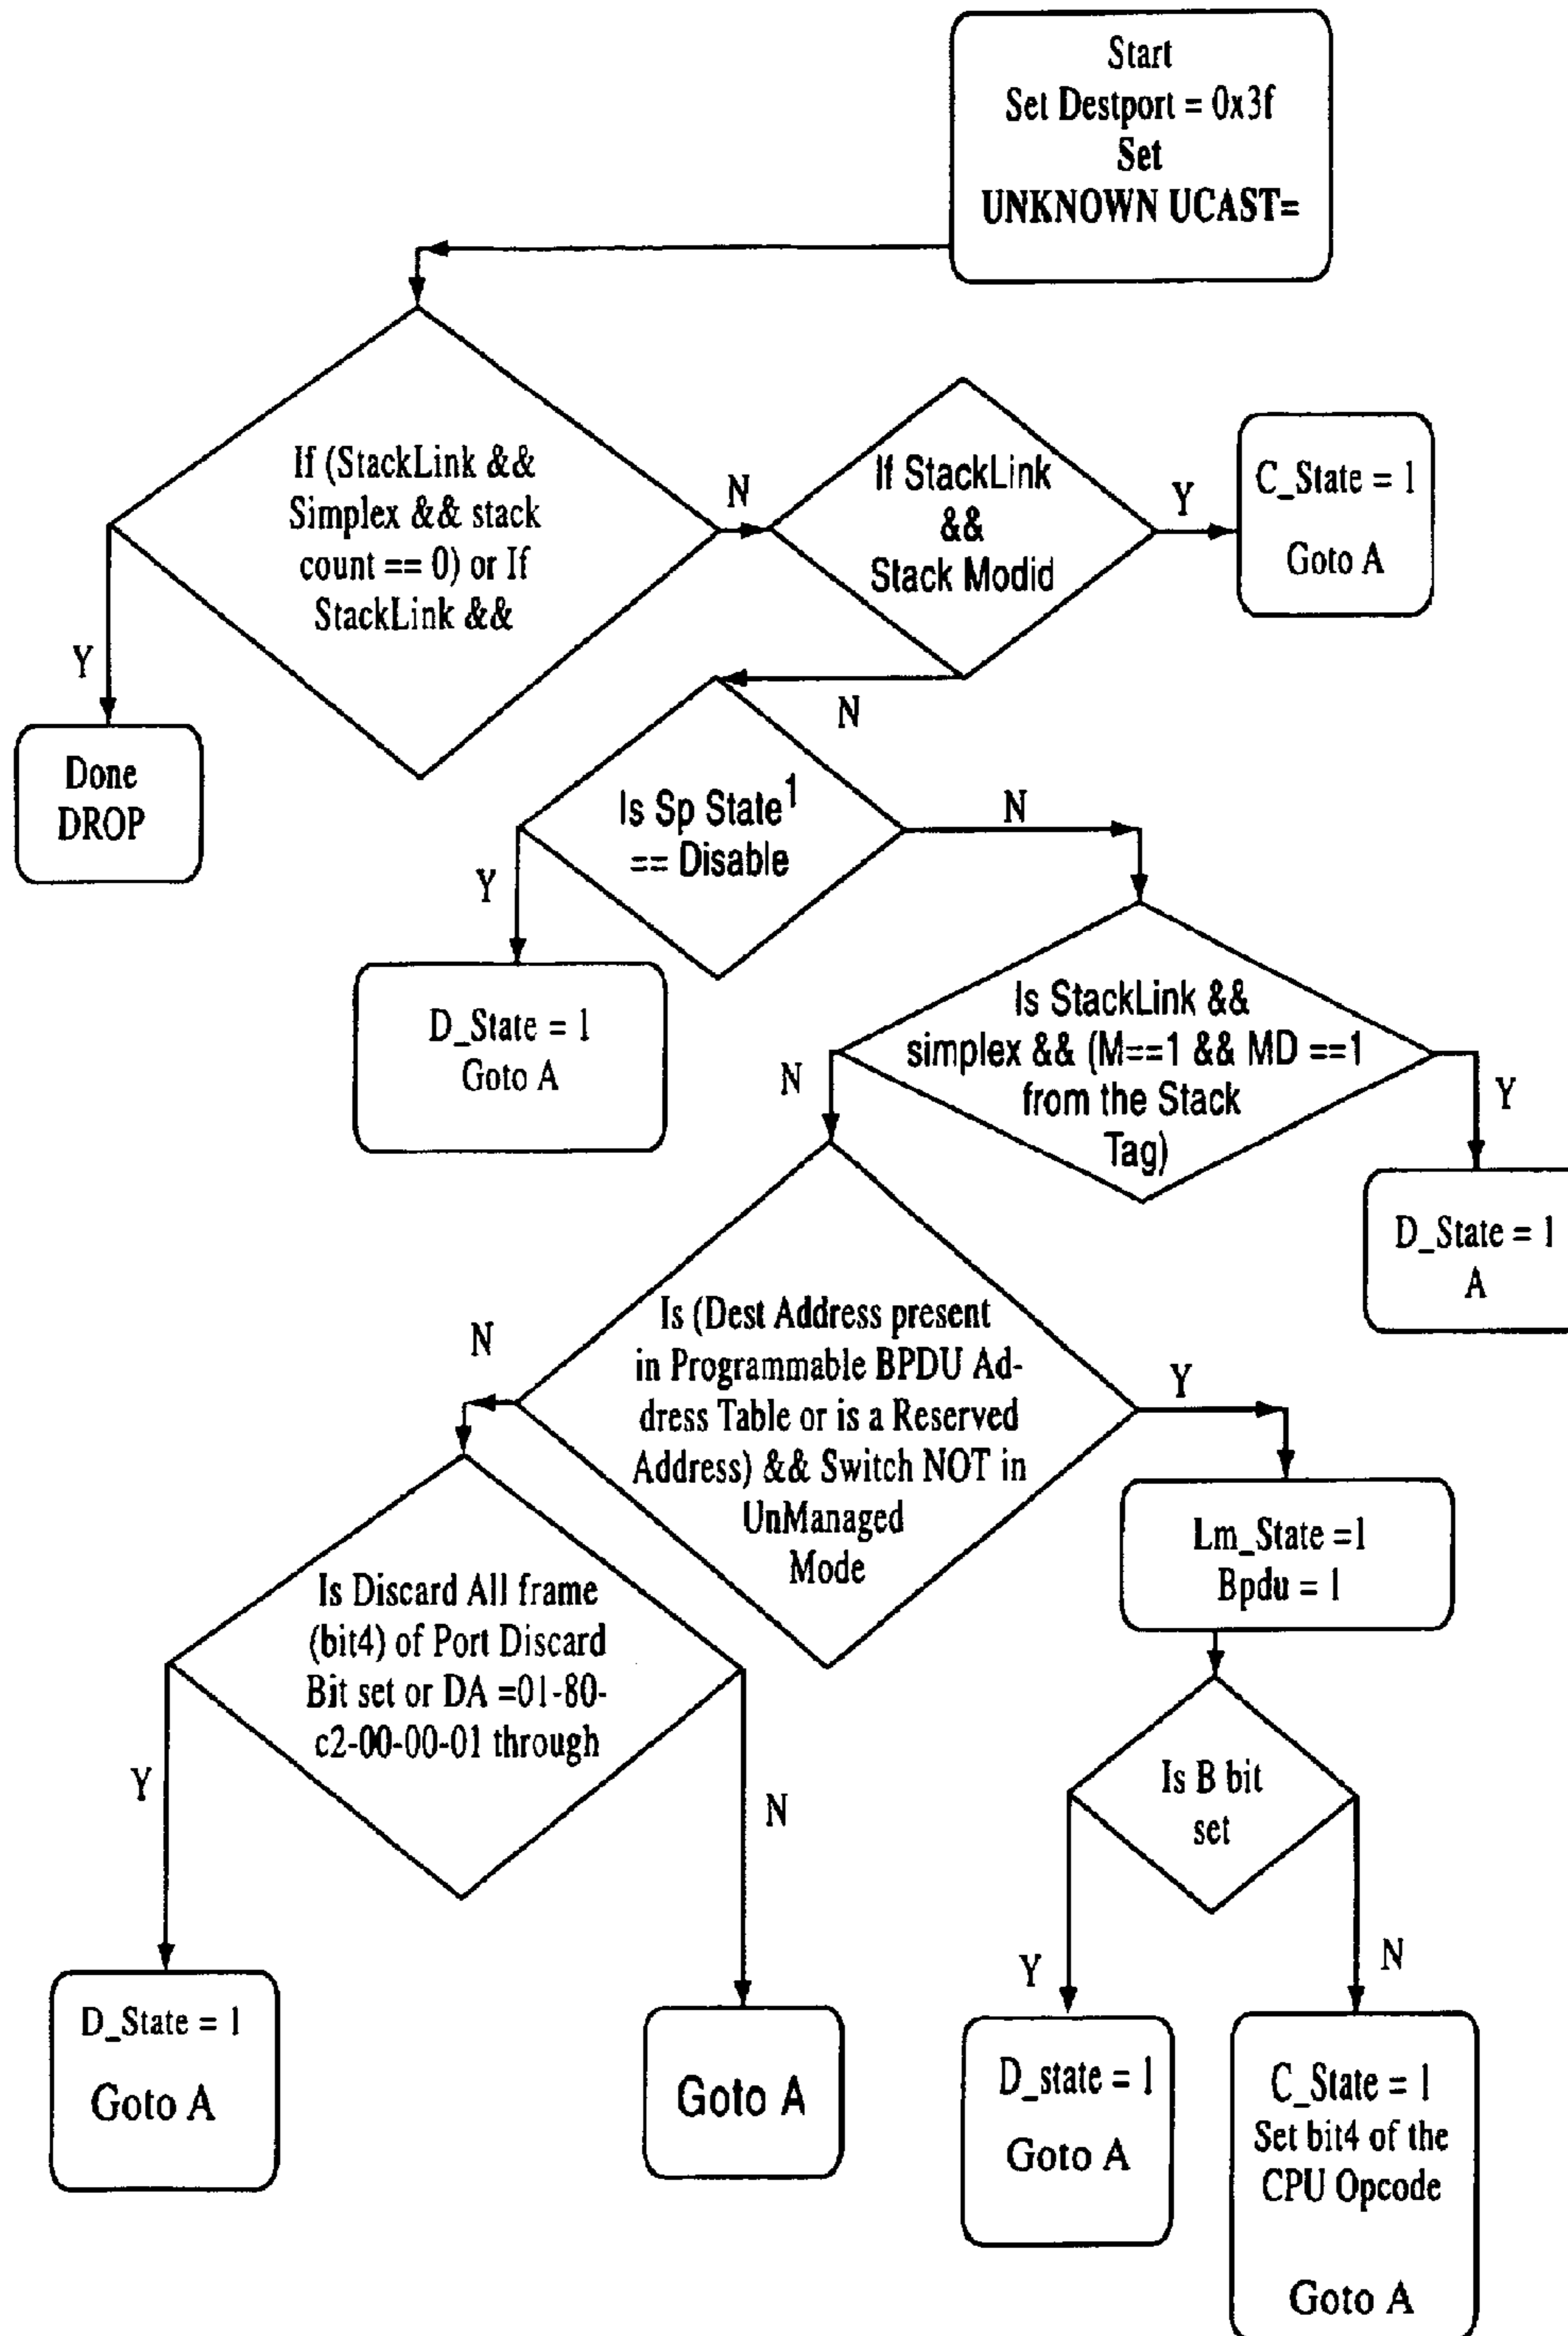 Start
Set Destport = 0x3f
Set
UNKNOWN UCAST=
If (StackLink &&
Simplex && stack
count == 0) or If
StackLink &&
N
If StackLink
&&
Stack Modid
Y
C_State = 1
Goto A
Y
N
Done
DROP
Is Sp State1
== Disable
N
Y
D_State = 1
Goto A
Is StackLink &&
simplex && (M==1 && MD ==1
from the Stack
Tag)
N
Y
D_State = 1
A
Is (Dest Address present
in Programmable BPDU Ad-
dress Table or is a Reserved
Address) && Switch NOT in
UnManaged
Mode
N
Y
Lm_State =1
Bpdu = 1
Is Discard All frame
(bit4) of Port Discard
Bit set or DA =01-80-
c2-00-00-01 through
Y
N
Is B bit
set
Y
N
D_State = 1
Goto A
Goto A
D_state = 1
Goto A
C_State = 1
Set bit4 of the
CPU Opcode
Goto A